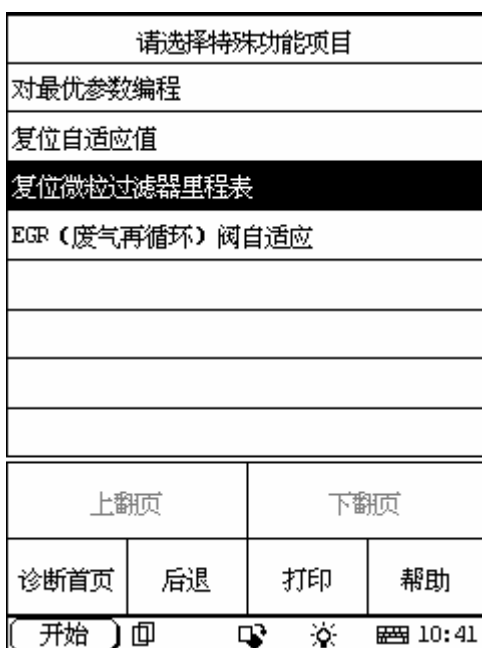 请选择特殊功能项目
对最优参数编程
复位自适应值
复位微粒过滤器里程表
EGR（废气再循环）阀自适应
上翻页 下翻页
诊断首页 后退 打印 帮助
开始 10:41